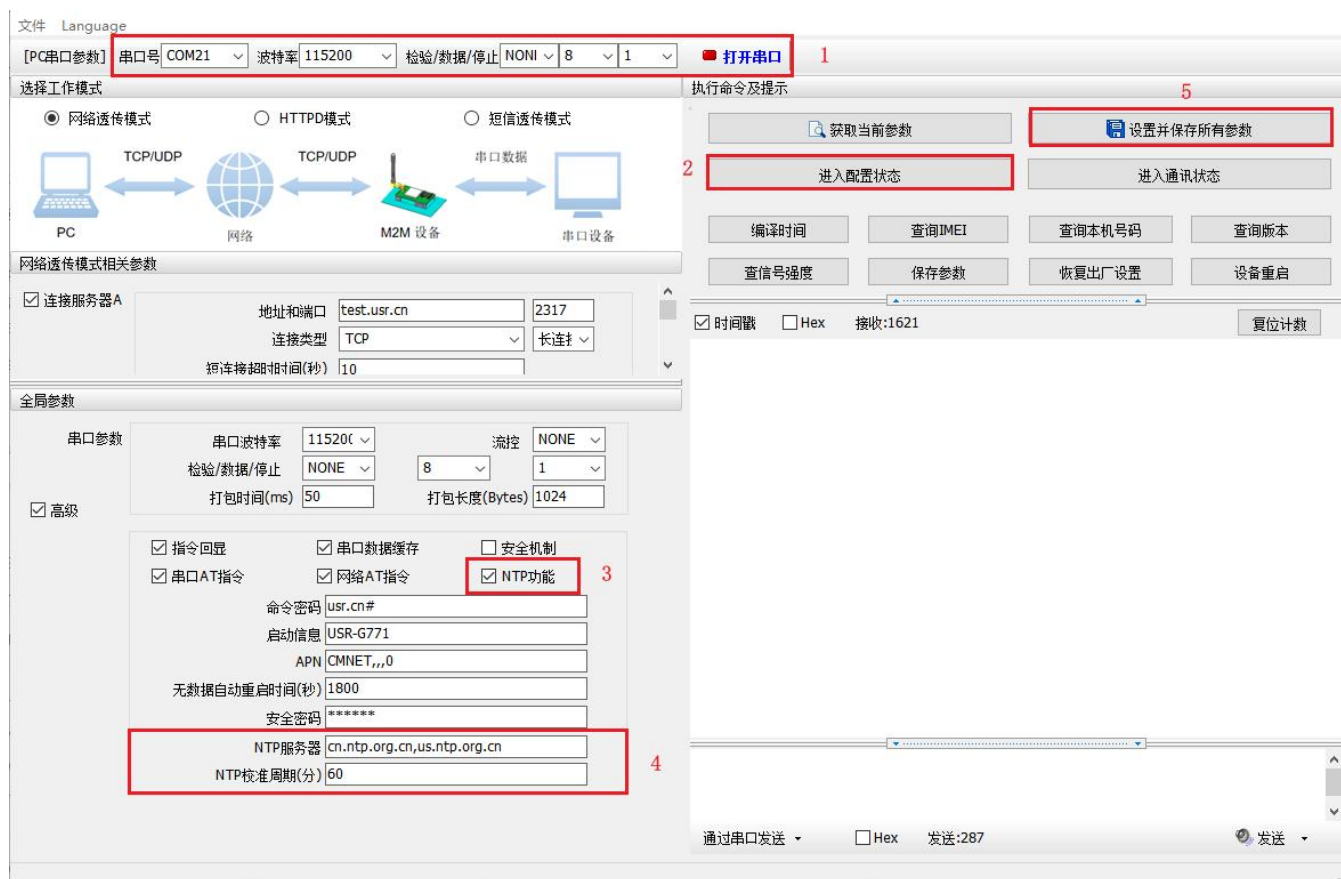 文件 Language
[PC串口参数] 串口号 COM21 波特率 115200 检验/数据/停止 NONI 8 1 打开串口 1
选择工作模式
网络透传模式 HTTPD模式 短信透传模式
TCP/UDP TCP/UDP 串口数据
PC 网络 M2M 设备 串口设备
网络透传模式相关参数
连接服务器A
地址和端口 test.usr.cn 2317
连接类型 TCP 长连接
短连接超时时间(秒) 10
全局参数
串口参数
串口波特率 115200 流控 NONE
检验/数据/停止 NONE 8 1
打包时间(ms) 50 打包长度(Bytes) 1024
高级
指令回显 串口数据缓存 安全机制
串口AT指令 网络AT指令 NTP功能 3
命令密码 usr.cn#
启动信息 USR-G771
APN CMNET,,,0
无数据自动重启时间(秒) 1800
安全密码 ******
NTP服务器 cn.ntp.org.cn,us.ntp.org.cn
NTP校准周期(分) 60
4
执行命令及提示
5
获取当前参数 设置并保存所有参数
2 进入配置状态 进入通讯状态
编译时间 查询IMEI 查询本机号码 查询版本
查信号强度 保存参数 恢复出厂设置 设备重启
时间戳 Hex 接收:1621 复位计数
通过串口发送 Hex 发送:287 发送